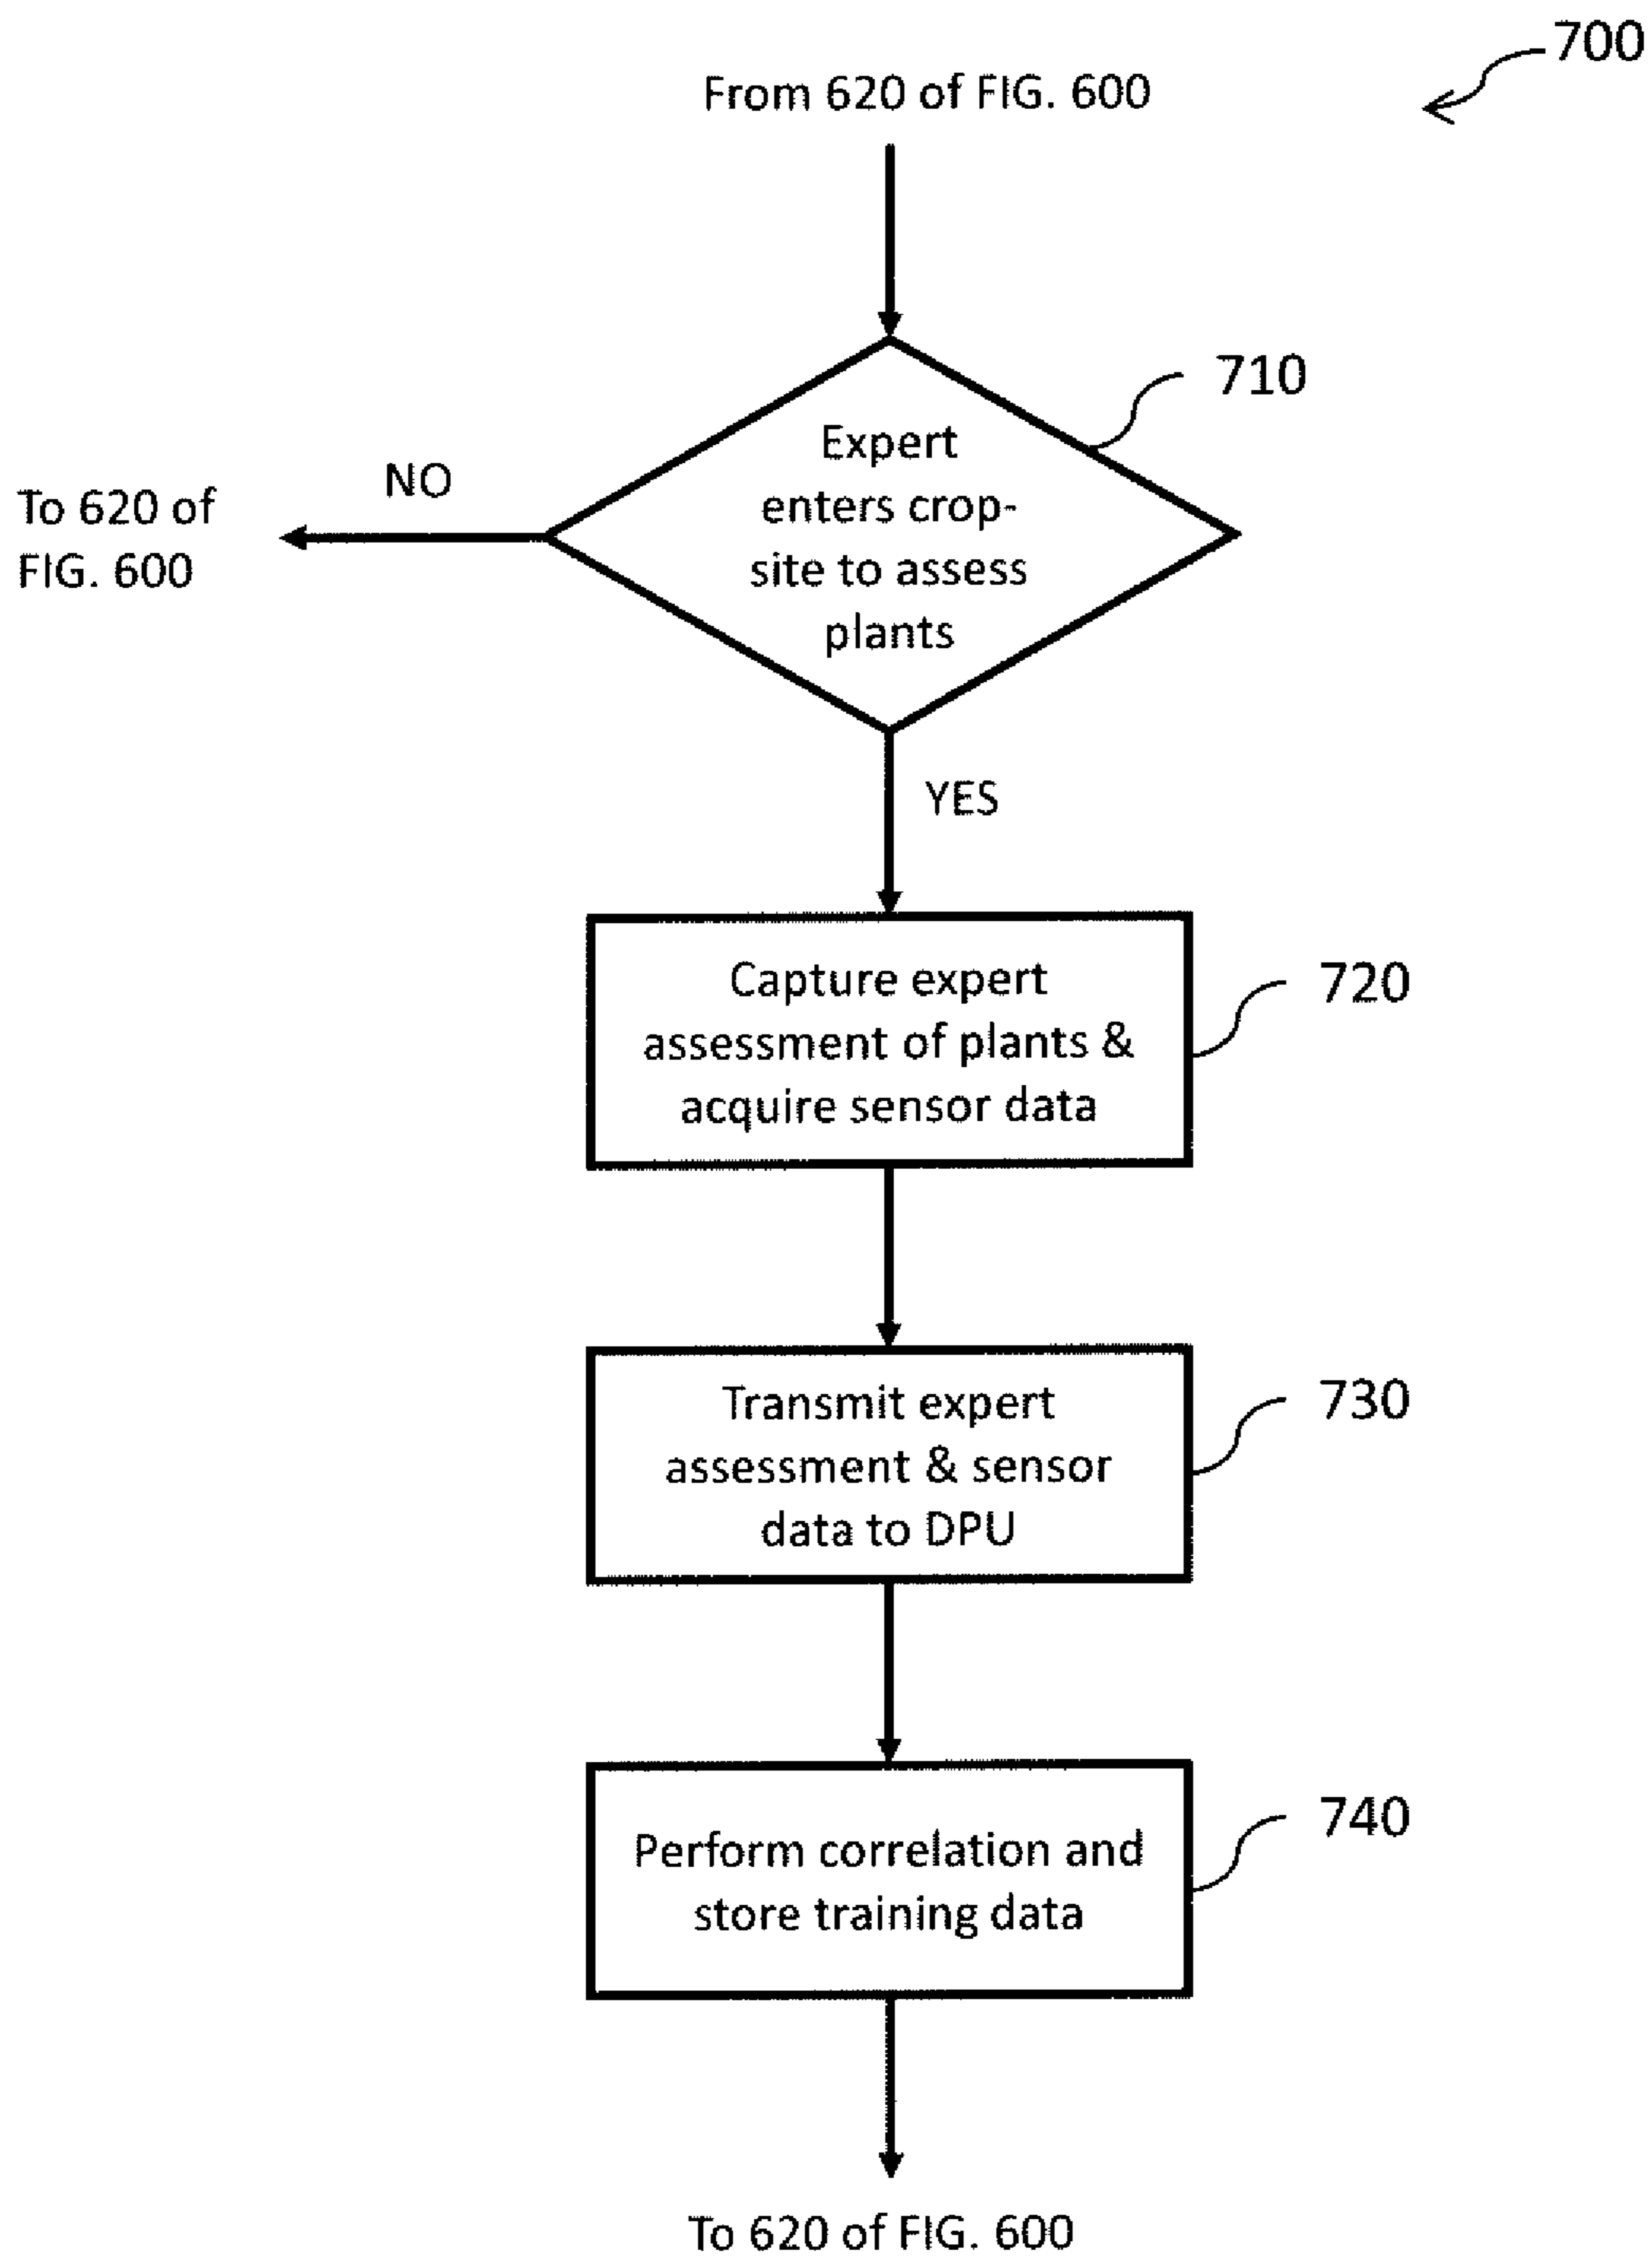 700
From 620 of FIG. 600
710
Expert
enters crop-
site to assess
plants
NO
To 620 of
FIG. 600
YES
720
Capture expert
assessment of plants &
acquire sensor data
730
Transmit expert
assessment & sensor
data to DPU
740
Perform correlation and
store training data
To 620 of FIG. 600